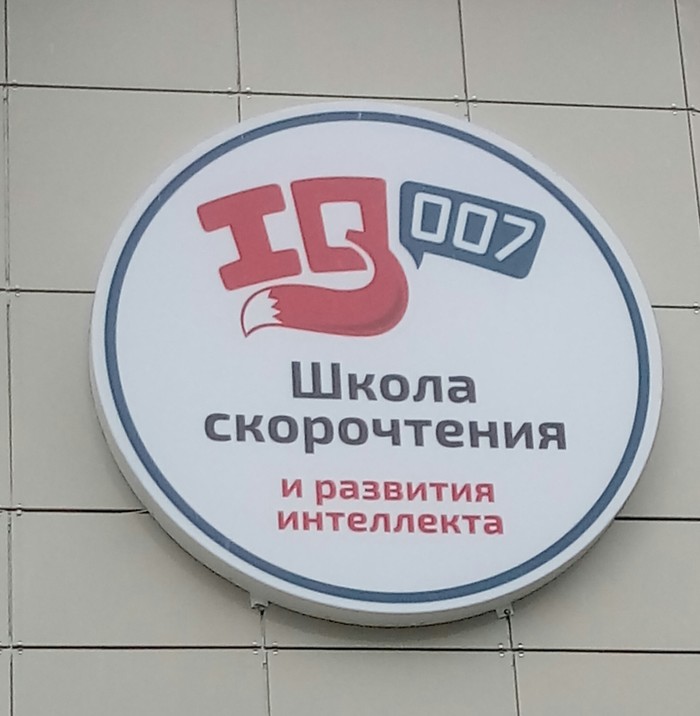 IQ 007
Школа
скорочтения
и развития
интеллекта